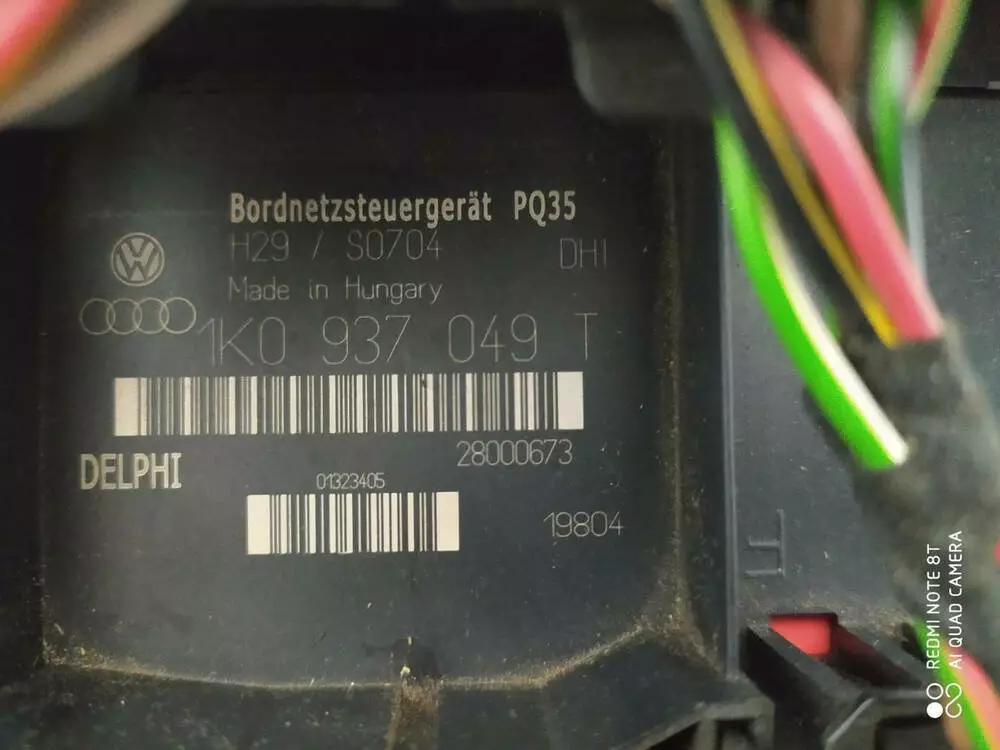 Bordnetzsteuergerät PQ35
H29 / S0704 DHI
Made in Hungary
1K0 937 049 T
DELPHI
28000673
01323405
19804
REDMI NOTE 8T
AI QUAD CAMERA